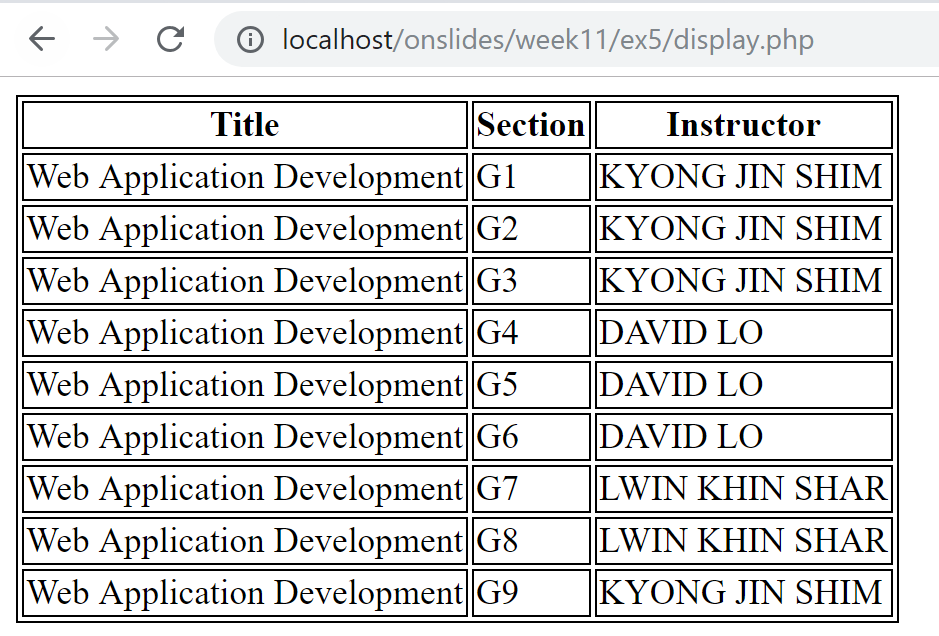 localhost/onslides/week11/ex5/display.php
Title Section Instructor
Web Application Development G1 KYONG JIN SHIM
Web Application Development G2 KYONG JIN SHIM
Web Application Development G3 KYONG JIN SHIM
Web Application Development G4 DAVID LO
Web Application Development G5 DAVID LO
Web Application Development G6 DAVID LO
Web Application Development G7 LWIN KHIN SHAR
Web Application Development G8 LWIN KHIN SHAR
Web Application Development G9 KYONG JIN SHIM